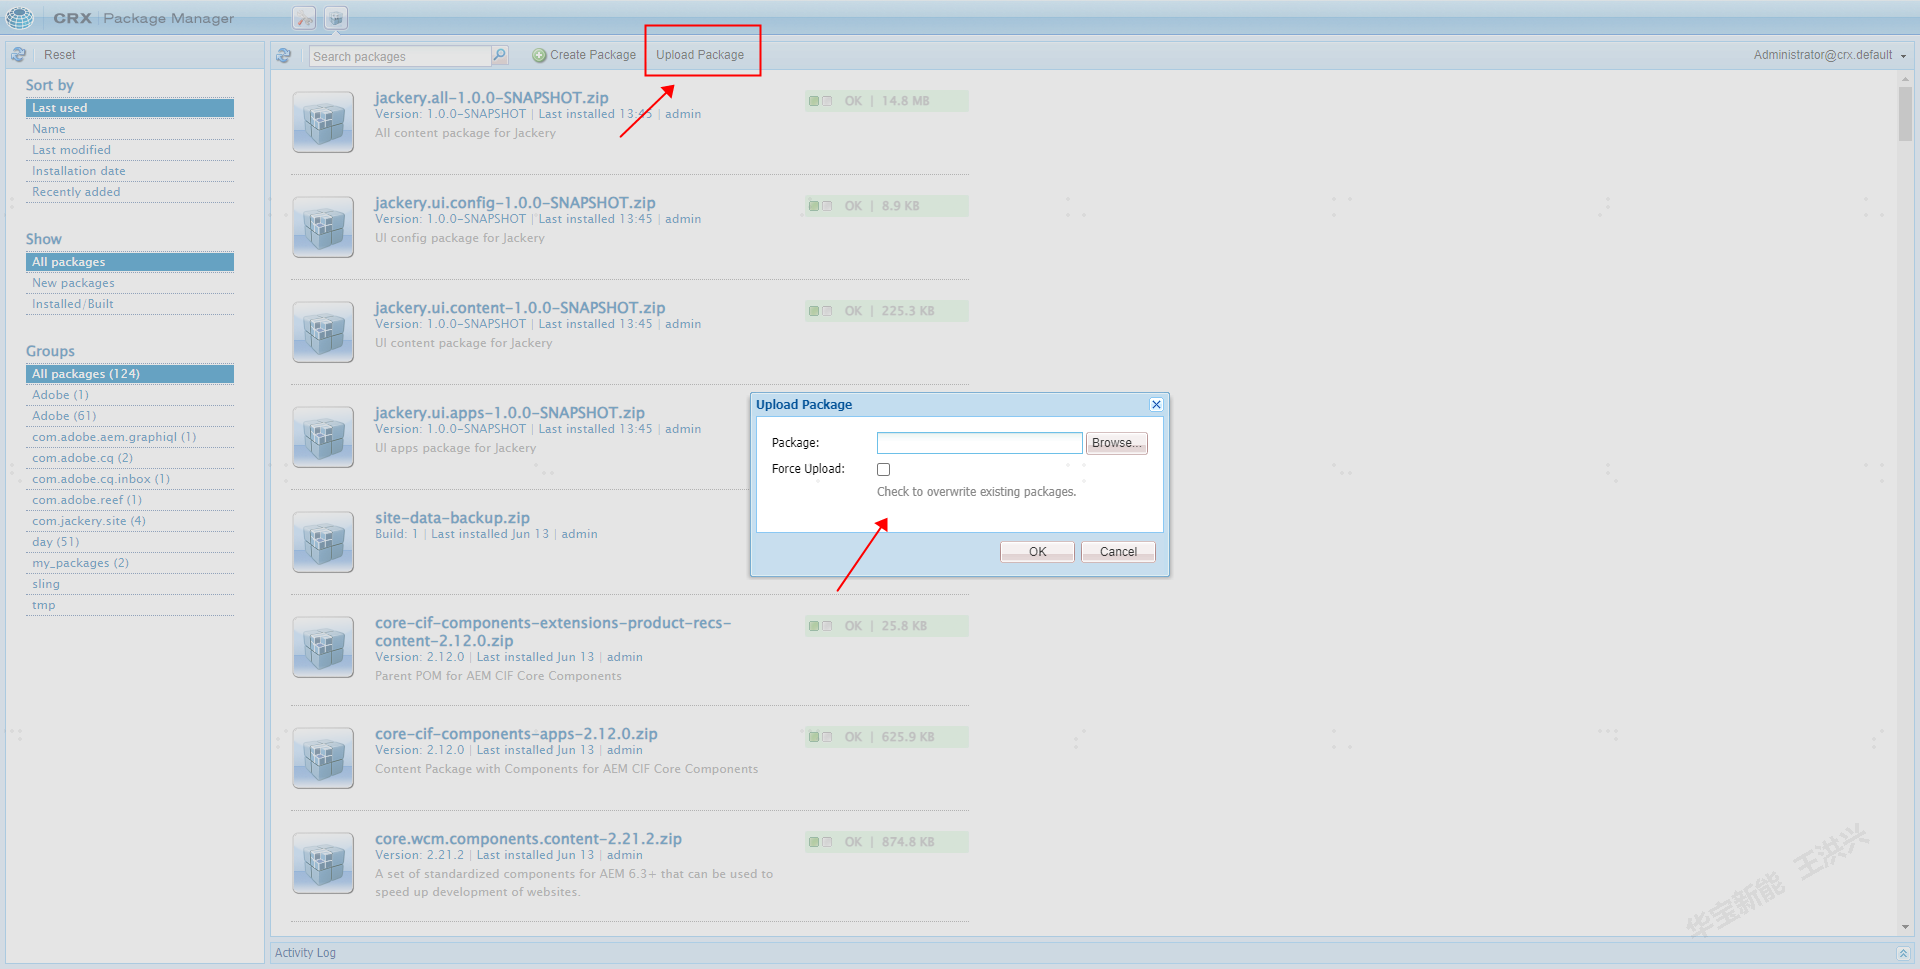 CRX | Package Manager
Reset
Sort by
Last used
Name
Last modified
Installation date
Recently added
Show
All packages
New packages
Installed/Built
Groups
All packages (124)
Adobe (1)
Adobe (61)
com.adobe.aem.graphiql (1)
com.adobe.cq (2)
com.adobe.cq.inbox (1)
com.adobe.reef (1)
com.jackery.site (4)
day (51)
my_packages (2)
sling
tmp
Search packages
Create Package
Upload Package
Administrator@crx.default
jackery.all-1.0.0-SNAPSHOT.zip
Version: 1.0.0-SNAPSHOT | Last installed 13:45 | admin
All content package for Jackery
OK | 14.8 MB
jackery.ui.config-1.0.0-SNAPSHOT.zip
Version: 1.0.0-SNAPSHOT | Last installed 13:45 | admin
UI config package for Jackery
OK | 8.9 KB
jackery.ui.content-1.0.0-SNAPSHOT.zip
Version: 1.0.0-SNAPSHOT | Last installed 13:45 | admin
UI content package for Jackery
OK | 225.3 KB
jackery.ui.apps-1.0.0-SNAPSHOT.zip
Version: 1.0.0-SNAPSHOT | Last installed 13:45 | admin
UI apps package for Jackery
site-data-backup.zip
Build: 1 | Last installed Jun 13 | admin
core-cif-components-extensions-product-recs-
content-2.12.0.zip
Version: 2.12.0 | Last installed Jun 13 | admin
Parent POM for AEM CIF Core Components
OK | 25.8 KB
core-cif-components-apps-2.12.0.zip
Version: 2.12.0 | Last installed Jun 13 | admin
Content Package with Components for AEM CIF Core Components
OK | 625.9 KB
core.wcm.components.content-2.21.2.zip
Version: 2.21.2 | Last installed Jun 13 | admin
A set of standardized components for AEM 6.3+ that can be used to
speed up development of websites.
OK | 874.8 KB
Upload Package
Package:
Browse...
Force Upload:
Check to overwrite existing packages.
OK
Cancel
Activity Log
华宝新能 王洪兴